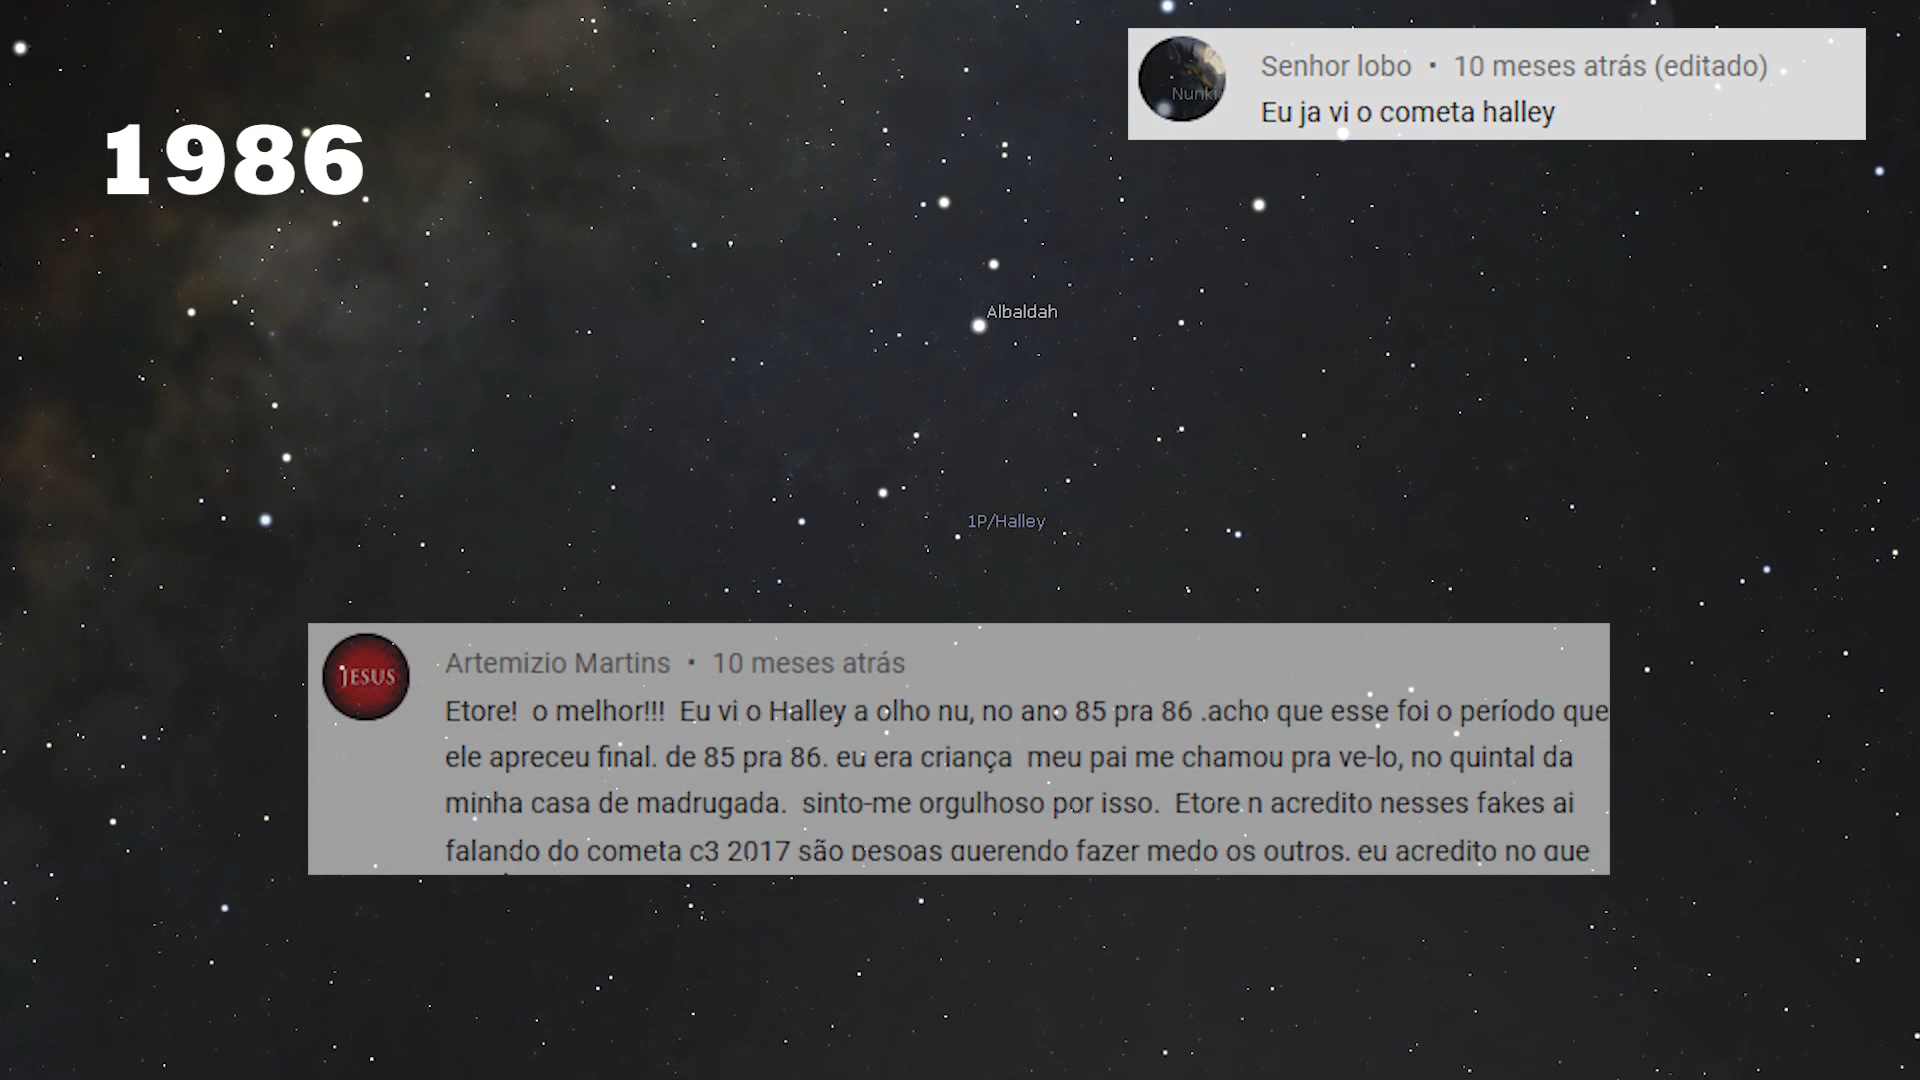 1986
Senhor lobo • 10 meses atrás (editado)
Nunki
Eu ja vi o cometa halley
Albaldah
1P/Halley
JESUS
Artemizio Martins • 10 meses atrás
Etore! o melhor!!! Eu vi o Halley a olho nu, no ano 85 pra 86 .acho que esse foi o período que
ele apreceu final. de 85 pra 86. eu era criança meu pai me chamou pra ve-lo, no quintal da
minha casa de madrugada. sinto-me orgulhoso por isso. Etore n acredito nesses fakes ai
falando do cometa c3 2017 são pesoas querendo fazer medo os outros. eu acredito no que